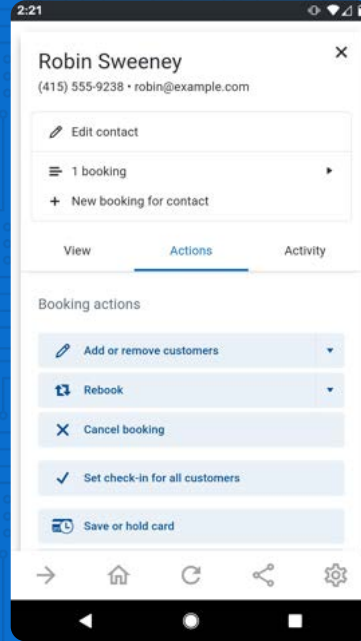 2:21
Robin Sweeney
(415) 555-9238 • robin@example.com
Edit contact
1 booking
New booking for contact
View Actions Activity
Booking actions
Add or remove customers
Rebook
Cancel booking
Set check-in for all customers
Save or hold card